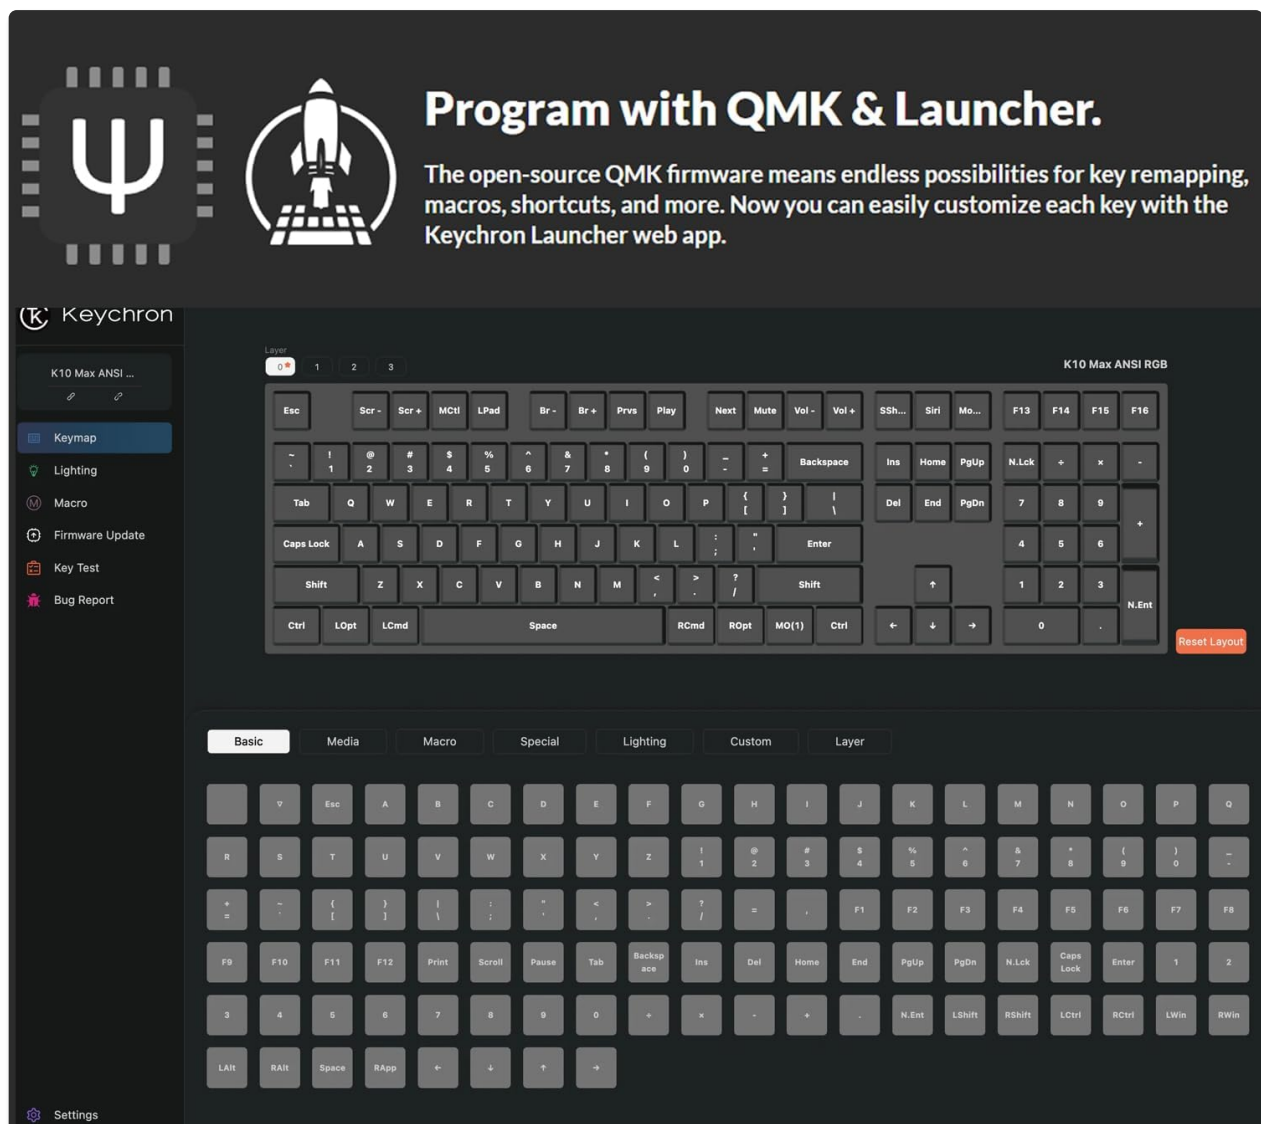 Program with QMK & Launcher.
The open-source QMK firmware means endless possibilities for key remapping,
macros, shortcuts, and more. Now you can easily customize each key with the
Keychron Launcher web app.
Keychron
K10 Max ANSI ...
Keymap
Lighting
Macro
Firmware Update
Key Test
Bug Report
Settings
Layer
0 1 2 3
K10 Max ANSI RGB
Esc Scr - Scr + MCtl LPad Br - Br + Prvs Play Next Mute Vol - Vol + SSh... Siri Mo... F13 F14 F15 F16
~ ! @ # $ % ^ & * ( ) _ +
` 1 2 3 4 5 6 7 8 9 0 - = Backspace Ins Home PgUp N.Lck ÷ × -
Tab Q W E R T Y U I O P { [ } ] | \ Del End PgDn 7 8 9 +
Caps Lock A S D F G H J K L : ; " ' Enter 4 5 6
Shift Z X C V B N M < , > . ? / Shift ↑ 1 2 3 N.Ent
Ctrl LOpt LCmd Space RCmd ROpt MO(1) Ctrl ← ↓ → 0 .
Reset Layout
Basic Media Macro Special Lighting Custom Layer
▽ Esc A B C D E F G H I J K L M N O P Q
R S T U V W X Y Z ! 1 @ 2 # 3 $ 4 % 5 ^ 6 & 7 * 8 ( 9 ) 0 _ -
+ = ~ ` { [ } ] | \ : ; " ' < , > . ? / = , F1 F2 F3 F4 F5 F6 F7 F8
F9 F10 F11 F12 Print Scroll Pause Tab Backsp ace Ins Del Home End PgUp PgDn N.Lck Caps Lock Enter 1 2
3 4 5 6 7 8 9 0 ÷ × - + . N.Ent LShift RShift LCtrl RCtrl LWin RWin
LAlt RAlt Space RApp ← ↓ ↑ →